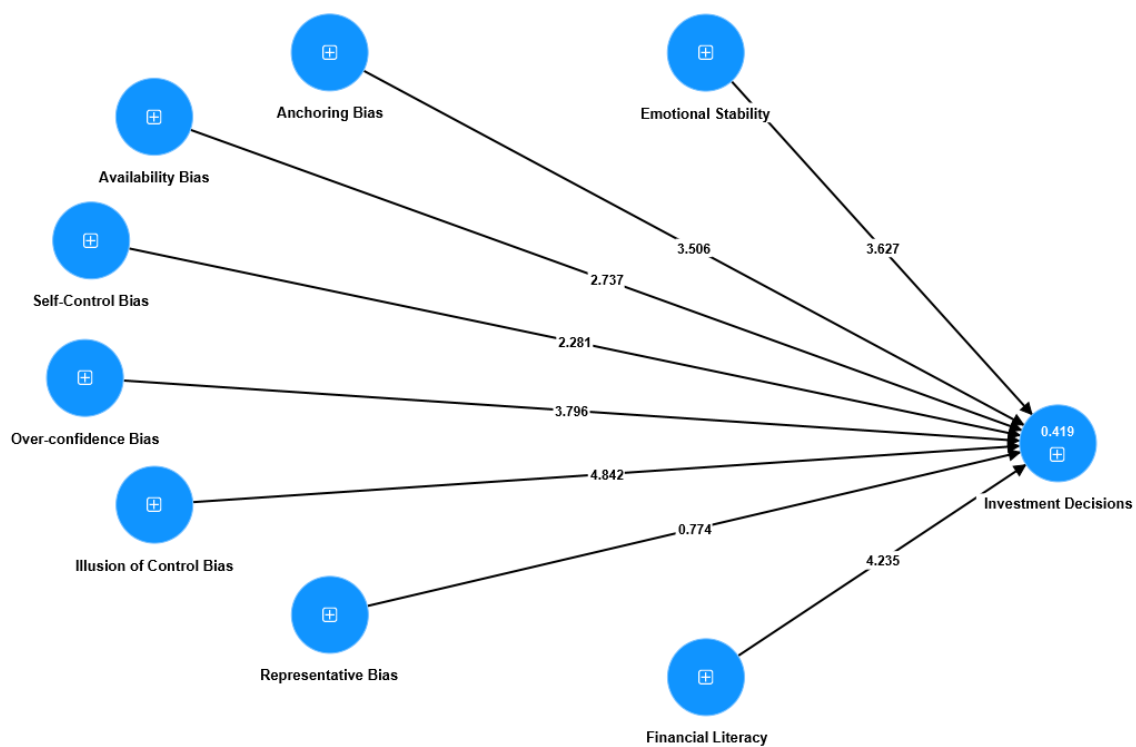 Anchoring Bias
Emotional Stability
Availability Bias
Self-Control Bias
3.506
3.627
2.737
2.281
Over-confidence Bias
3.796
0.419
Investment Decisions
4.842
Illusion of Control Bias
0.774
4.235
Representative Bias
Financial Literacy